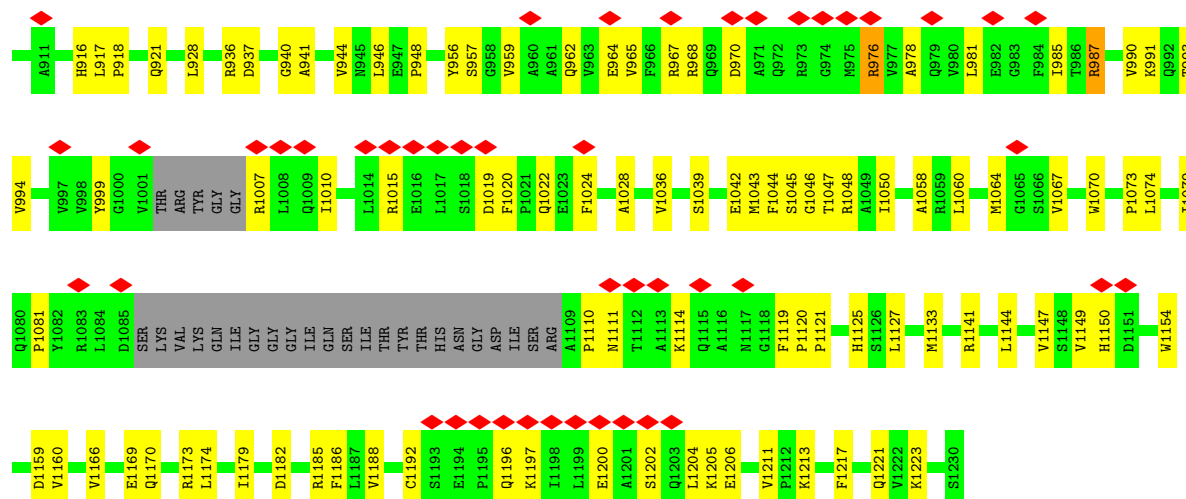 A911 H916 L917 P918 Q921 L928 R936 D937 G940 A941 V944 N945 L946 E947 P948 Y956 S957 G958 V959 A960 A961 Q962 V963 E964 V965 F966 R967 R968 Q969 D970 A971 Q972 R973 G974 M975 R976 V977 A978 Q979 V980 L981 E982 G983 F984 I985 T986 R987 V990 K991 Q992 T993
V994 V997 V998 Y999 G1000 V1001 THR ARG TYR GLY GLY R1007 L1008 Q1009 I1010 L1014 R1015 E1016 L1017 S1018 D1019 F1020 P1021 Q1022 E1023 F1024 A1028 V1036 S1039 E1042 M1043 F1044 S1045 G1046 T1047 R1048 A1049 I1050 A1058 R1059 L1060 M1064 G1065 S1066 V1067 W1070 P1073 L1074 I1079
Q1080 P1081 Y1082 R1083 L1084 D1085 SER LYS VAL LYS GLN ILE GLY GLY GLY ILE GLN SER ILE THR TYR THR HIS ASN GLY ASP ILE SER ARG A1109 P1110 N1111 T1112 A1113 K1114 Q1115 A1116 N1117 G1118 F1119 P1120 P1121 H1125 S1126 L1127 M1133 R1141 L1144 V1147 S1148 V1149 H1150 D1151 W1154
D1159 V1160 V1166 E1169 Q1170 R1173 L1174 I1179 D1182 R1185 F1186 L1187 V1188 C1192 S1193 E1194 P1195 Q1196 K1197 I1198 L1199 E1200 A1201 S1202 Q1203 L1204 K1205 E1206 V1211 P1212 K1213 F1217 Q1221 V1222 K1223 S1230